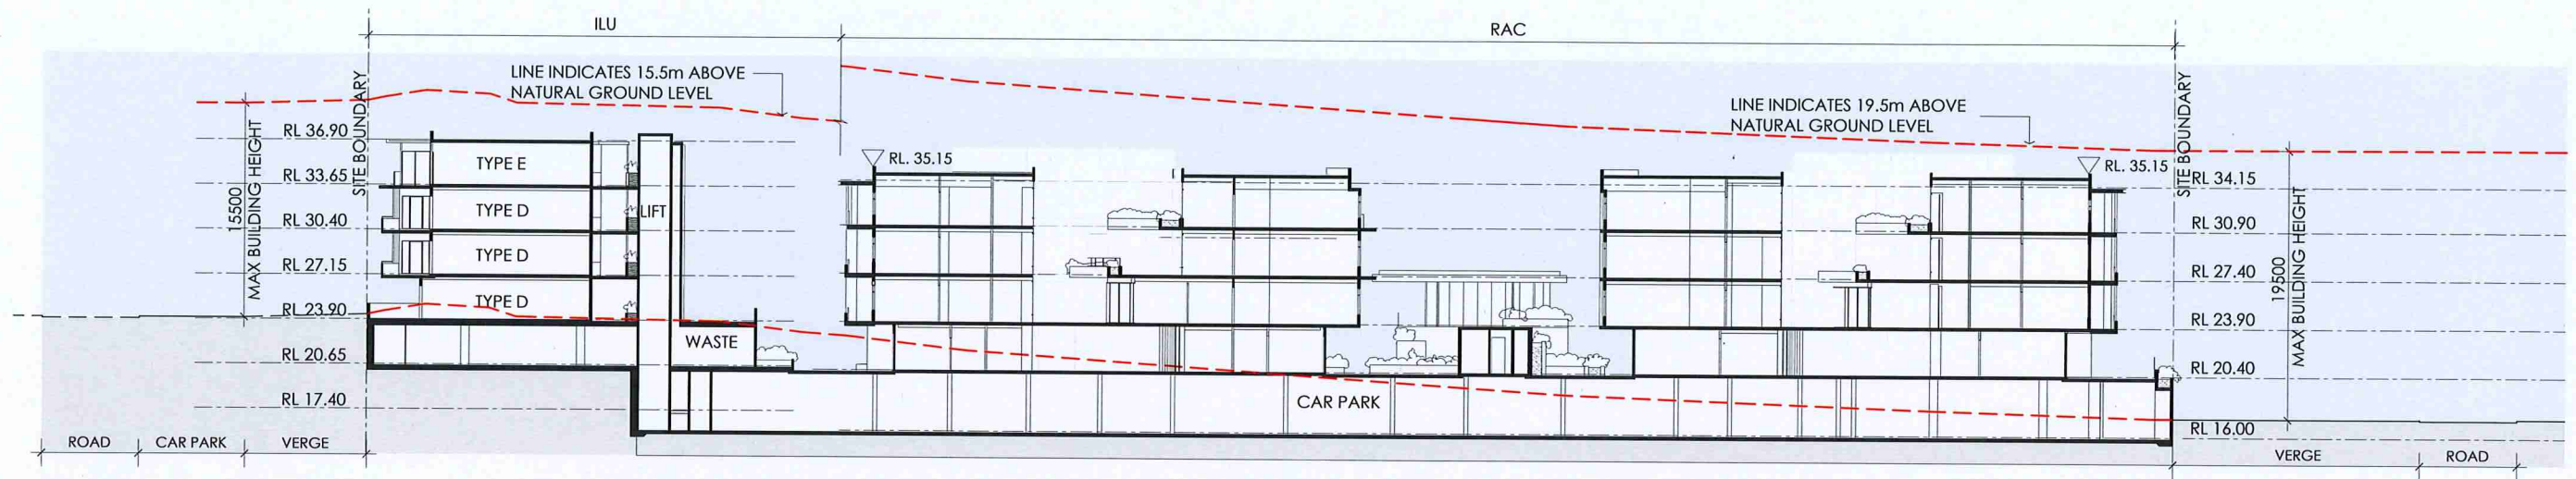 ILU
RAC
LINE INDICATES 15.5m ABOVE
NATURAL GROUND LEVEL
LINE INDICATES 19.5m ABOVE
NATURAL GROUND LEVEL
SITE BOUNDARY
MAX BUILDING HEIGHT
15500
RL 36.90
RL 33.65
RL 30.40
RL 27.15
RL 23.90
RL 20.65
RL 17.40
TYPE E
TYPE D
TYPE D
TYPE D
LIFT
WASTE
RL. 35.15
CAR PARK
RL. 35.15
SITE BOUNDARY
RL 34.15
RL 30.90
RL 27.40
RL 23.90
RL 20.40
RL 16.00
19500
MAX BUILDING HEIGHT
ROAD
CAR PARK
VERGE
VERGE
ROAD